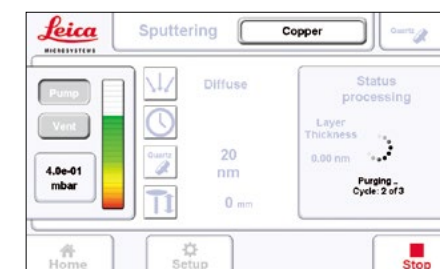 Leica
MICROSYSTEMS
Sputtering
Copper
Quartz
Pump
Vent
4.0e-01
mbar
Diffuse
Quartz
20
nm
0 mm
Status
processing
Layer
Thickness
0.00 nm
Purging ..
Cycle: 2 of 3
Home
Setup
Stop